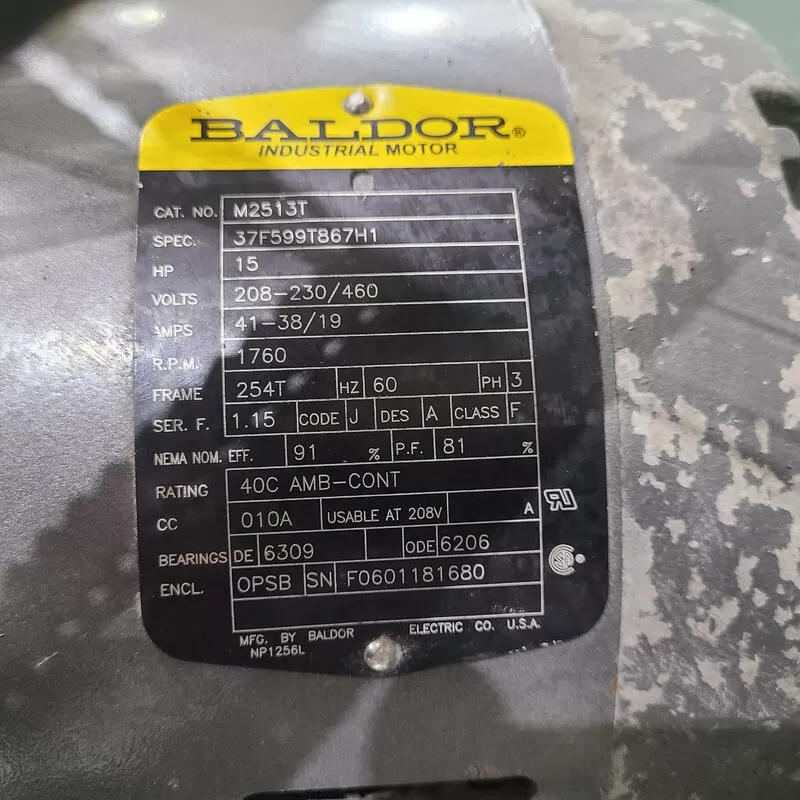 BALDOR®
INDUSTRIAL MOTOR
CAT. NO. M2513T
SPEC. 37F599T867H1
HP 15
VOLTS 208-230/460
AMPS 41-38/19
R.P.M. 1760
FRAME 254T HZ 60 PH 3
SER. F. 1.15 CODE J DES A CLASS F
NEMA NOM. EFF. 91 % P.F. 81 %
RATING 40C AMB-CONT
CC 010A USABLE AT 208V A
BEARINGS DE 6309 ODE 6206
ENCL. OPSB SN F0601181680
MFG. BY BALDOR ELECTRIC CO. U.S.A.
NP1256L